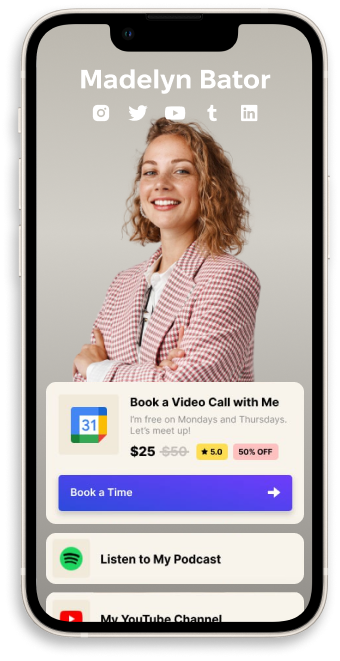 Madelyn Bator
31
Book a Video Call with Me
I'm free on Mondays and Thursdays.
Let's meet up!
$25 $50 ★ 5.0 50% OFF
Book a Time
Listen to My Podcast
My YouTube Channel